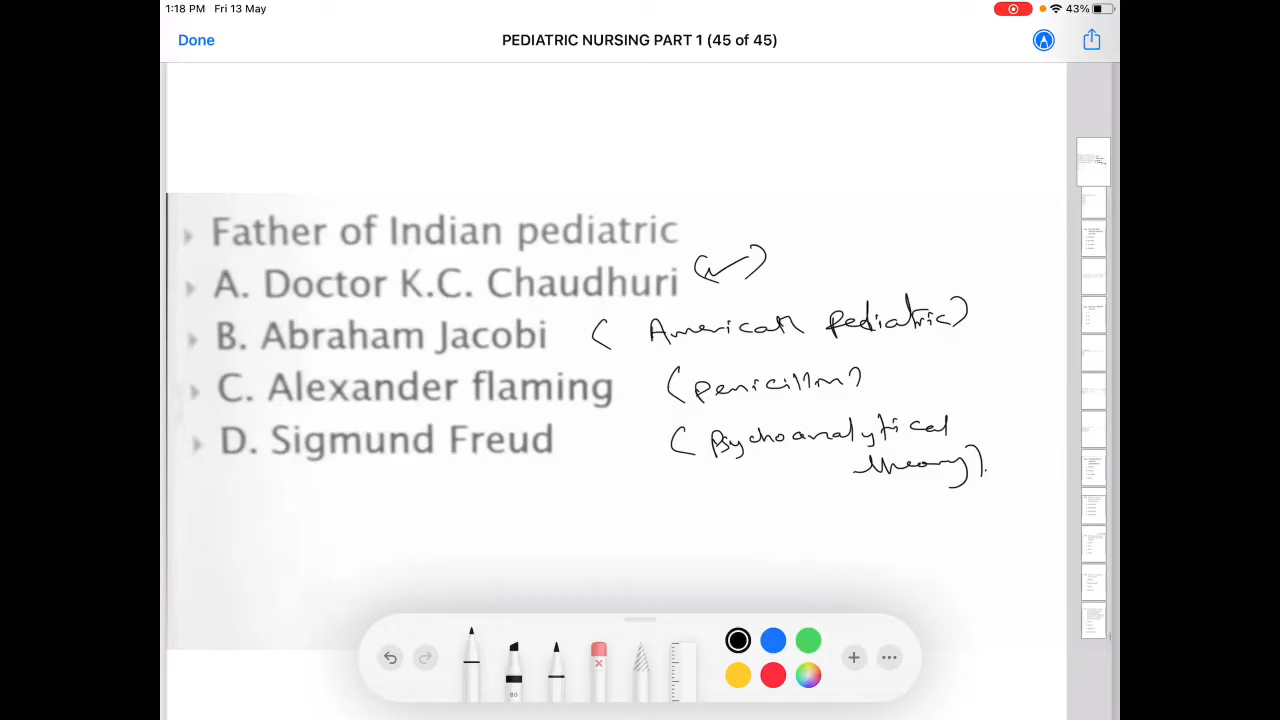 1:18 PM Fri 13 May
43%
Done
PEDIATRIC NURSING PART 1 (45 of 45)
Father of Indian pediatric
A. Doctor K.C. Chaudhuri (✓)
B. Abraham Jacobi (American pediatric)
C. Alexander flaming (penicillin)
D. Sigmund Freud (psychoanalytical
theory).
80